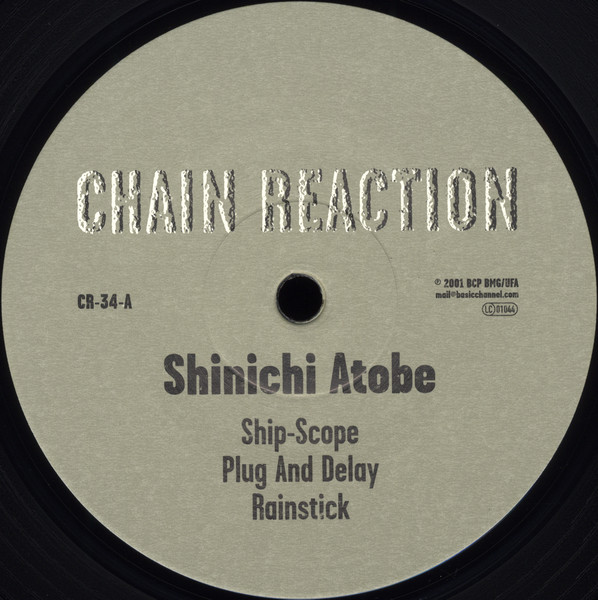 CHAIN REACTION
CR-34-A
℗ 2001 BCP BMG/UFA
mail@basicchannel.com
LC 01044
Shinichi Atobe
Ship-Scope
Plug And Delay
Rainstick